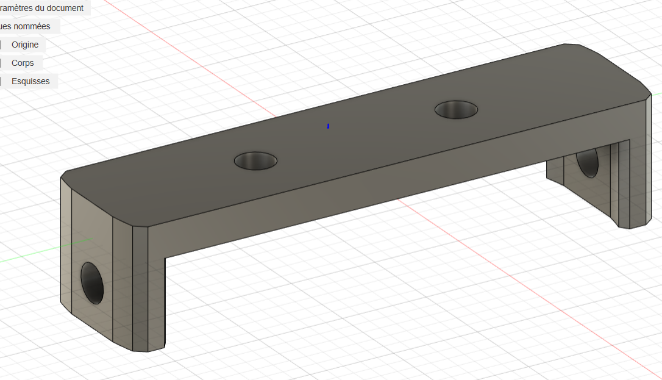 ramètres du document
ues nommées
Origine
Corps
Esquisses